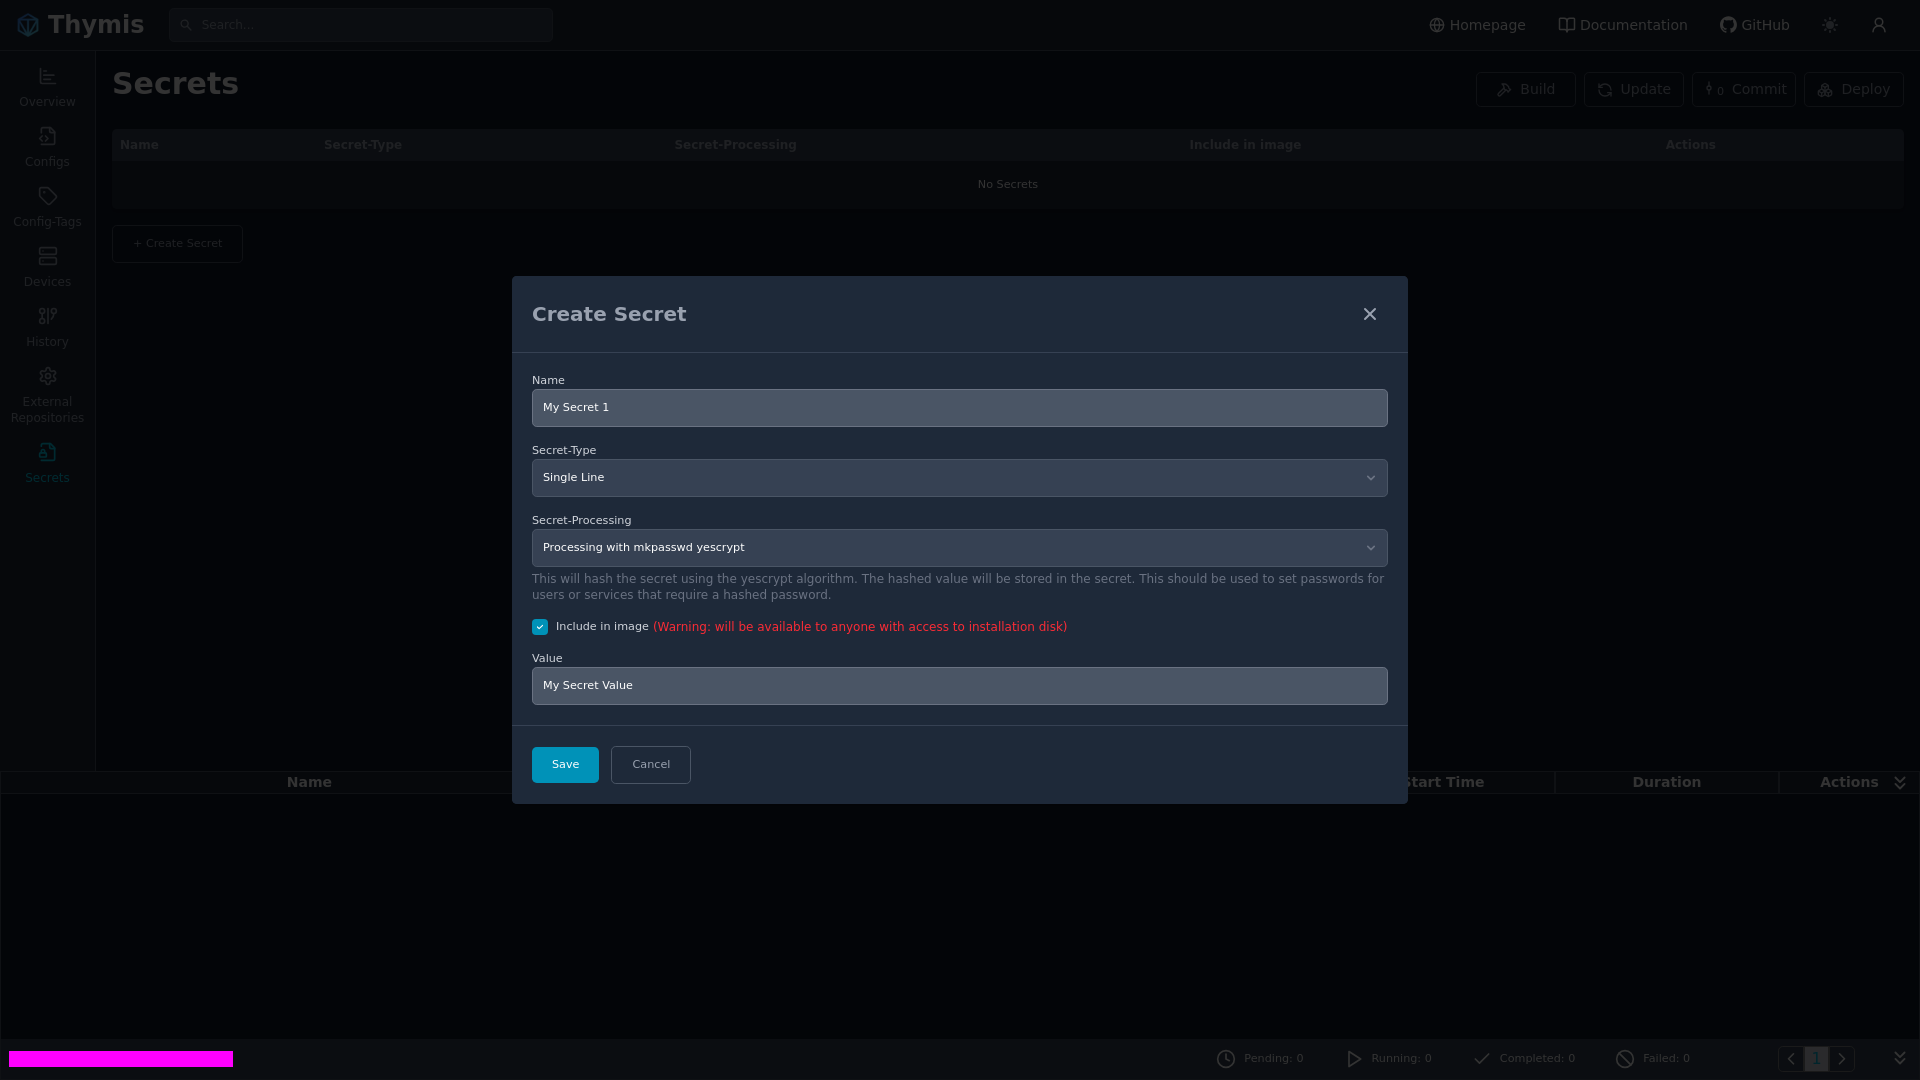 Thymis
Search...
Homepage
Documentation
GitHub
Overview
Configs
Config-Tags
Devices
History
External
Repositories
Secrets
Secrets
Build
Update
0 Commit
Deploy
Name Secret-Type Secret-Processing Include in image Actions
No Secrets
+ Create Secret
Create Secret
Name
My Secret 1
Secret-Type
Single Line
Secret-Processing
Processing with mkpasswd yescrypt
This will hash the secret using the yescrypt algorithm. The hashed value will be stored in the secret. This should be used to set passwords for
users or services that require a hashed password.
Include in image (Warning: will be available to anyone with access to installation disk)
Value
My Secret Value
Save
Cancel
Name Start Time Duration Actions
Pending: 0 Running: 0 Completed: 0 Failed: 0 1